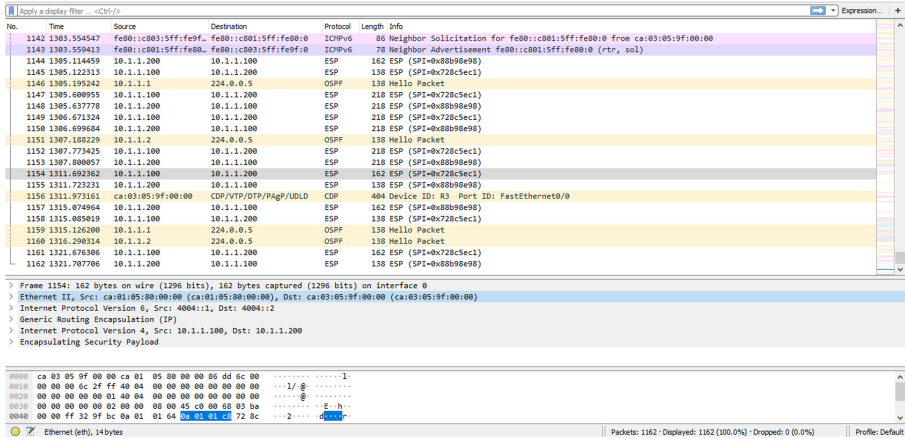 Apply a display filter ... <Ctrl-/> Expression... +
No. Time Source Destination Protocol Length Info
1142 1303.554547 fe80::c803:5ff:fe9f… fe80::c801:5ff:fe80:0 ICMPv6 86 Neighbor Solicitation for fe80::c801:5ff:fe80:0 from ca:03:05:9f:00:00
1143 1303.559413 fe80::c801:5ff:fe80… fe80::c803:5ff:fe9f:0 ICMPv6 78 Neighbor Advertisement fe80::c801:5ff:fe80:0 (rtr, sol)
1144 1305.114459 10.1.1.200 10.1.1.100 ESP 162 ESP (SPI=0x88b98e98)
1145 1305.122313 10.1.1.100 10.1.1.200 ESP 138 ESP (SPI=0x728c5ec1)
1146 1305.195242 10.1.1.1 224.0.0.5 OSPF 138 Hello Packet
1147 1305.600955 10.1.1.100 10.1.1.200 ESP 218 ESP (SPI=0x728c5ec1)
1148 1305.637778 10.1.1.200 10.1.1.100 ESP 218 ESP (SPI=0x88b98e98)
1149 1306.671324 10.1.1.100 10.1.1.200 ESP 218 ESP (SPI=0x728c5ec1)
1150 1306.699684 10.1.1.200 10.1.1.100 ESP 218 ESP (SPI=0x88b98e98)
1151 1307.188229 10.1.1.2 224.0.0.5 OSPF 138 Hello Packet
1152 1307.773425 10.1.1.100 10.1.1.200 ESP 218 ESP (SPI=0x728c5ec1)
1153 1307.800057 10.1.1.200 10.1.1.100 ESP 218 ESP (SPI=0x88b98e98)
1154 1311.692362 10.1.1.100 10.1.1.200 ESP 162 ESP (SPI=0x728c5ec1)
1155 1311.723231 10.1.1.200 10.1.1.100 ESP 138 ESP (SPI=0x88b98e98)
1156 1311.973161 ca:03:05:9f:00:00 CDP/VTP/DTP/PAgP/UDLD CDP 404 Device ID: R3 Port ID: FastEthernet0/0
1157 1315.074964 10.1.1.200 10.1.1.100 ESP 162 ESP (SPI=0x88b98e98)
1158 1315.085019 10.1.1.100 10.1.1.200 ESP 138 ESP (SPI=0x728c5ec1)
1159 1315.126200 10.1.1.1 224.0.0.5 OSPF 138 Hello Packet
1160 1316.290314 10.1.1.2 224.0.0.5 OSPF 138 Hello Packet
1161 1321.676306 10.1.1.100 10.1.1.200 ESP 162 ESP (SPI=0x728c5ec1)
1162 1321.707706 10.1.1.200 10.1.1.100 ESP 138 ESP (SPI=0x88b98e98)
> Frame 1154: 162 bytes on wire (1296 bits), 162 bytes captured (1296 bits) on interface 0
> Ethernet II, Src: ca:01:05:80:00:00 (ca:01:05:80:00:00), Dst: ca:03:05:9f:00:00 (ca:03:05:9f:00:00)
> Internet Protocol Version 6, Src: 4004::1, Dst: 4004::2
> Generic Routing Encapsulation (IP)
> Internet Protocol Version 4, Src: 10.1.1.100, Dst: 10.1.1.200
> Encapsulating Security Payload
0000 ca 03 05 9f 00 00 ca 01 05 80 00 00 86 dd 6c 00 ········ ······l·
0010 00 00 00 6c 2f ff 40 04 00 00 00 00 00 00 00 00 ···l/·@· ········
0020 00 00 00 00 00 01 40 04 00 00 00 00 00 00 00 00 ······@· ········
0030 00 00 00 00 00 02 00 00 08 00 45 c0 00 68 03 ba ········ ··E··h··
0040 00 00 ff 32 9f bc 0a 01 01 64 0a 01 01 c8 72 8c ···2···· ·d····r·
Ethernet (eth), 14 bytes Packets: 1162 · Displayed: 1162 (100.0%) · Dropped: 0 (0.0%) Profile: Default